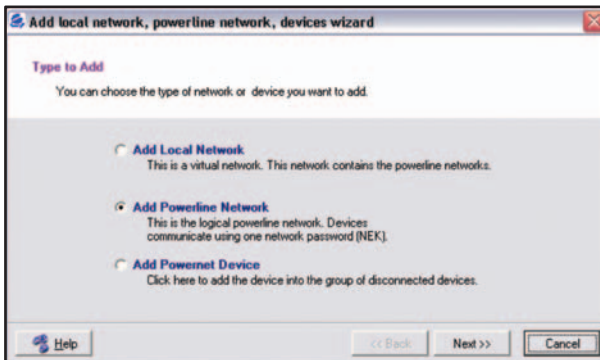 Add local network, powerline network, devices wizard
Type to Add
You can choose the type of network or device you want to add.
Add Local Network
This is a virtual network. This network contains the powerline networks.
Add Powerline Network
This is the logical powerline network. Devices
communicate using one network password (NEK).
Add Powernet Device
Click here to add the device into the group of disconnected devices.
Help
<< Back
Next >>
Cancel